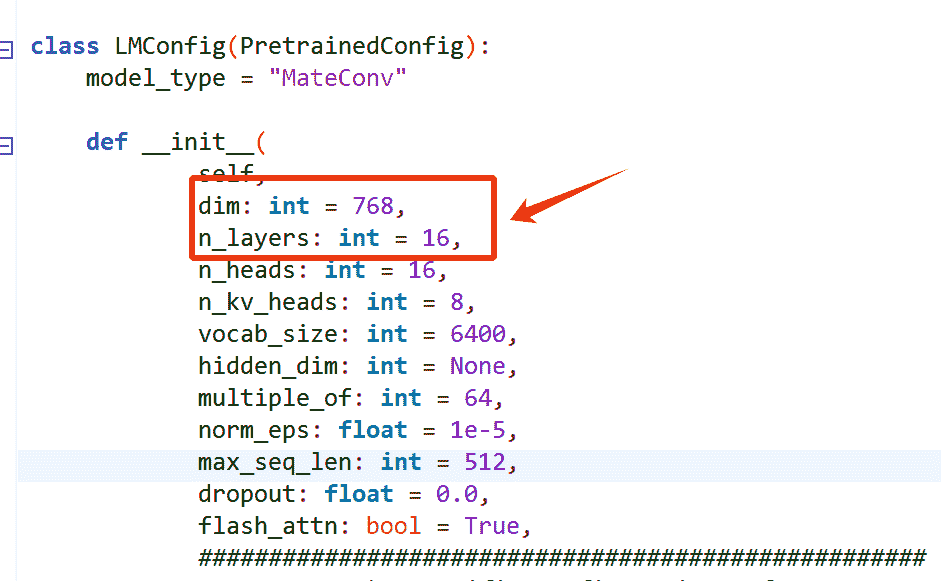 class LMConfig(PretrainedConfig):
    model_type = "MateConv"
    def __init__(
            self,
            dim: int = 768,
            n_layers: int = 16,
            n_heads: int = 16,
            n_kv_heads: int = 8,
            vocab_size: int = 6400,
            hidden_dim: int = None,
            multiple_of: int = 64,
            norm_eps: float = 1e-5,
            max_seq_len: int = 512,
            dropout: float = 0.0,
            flash_attn: bool = True,
            ####################################################